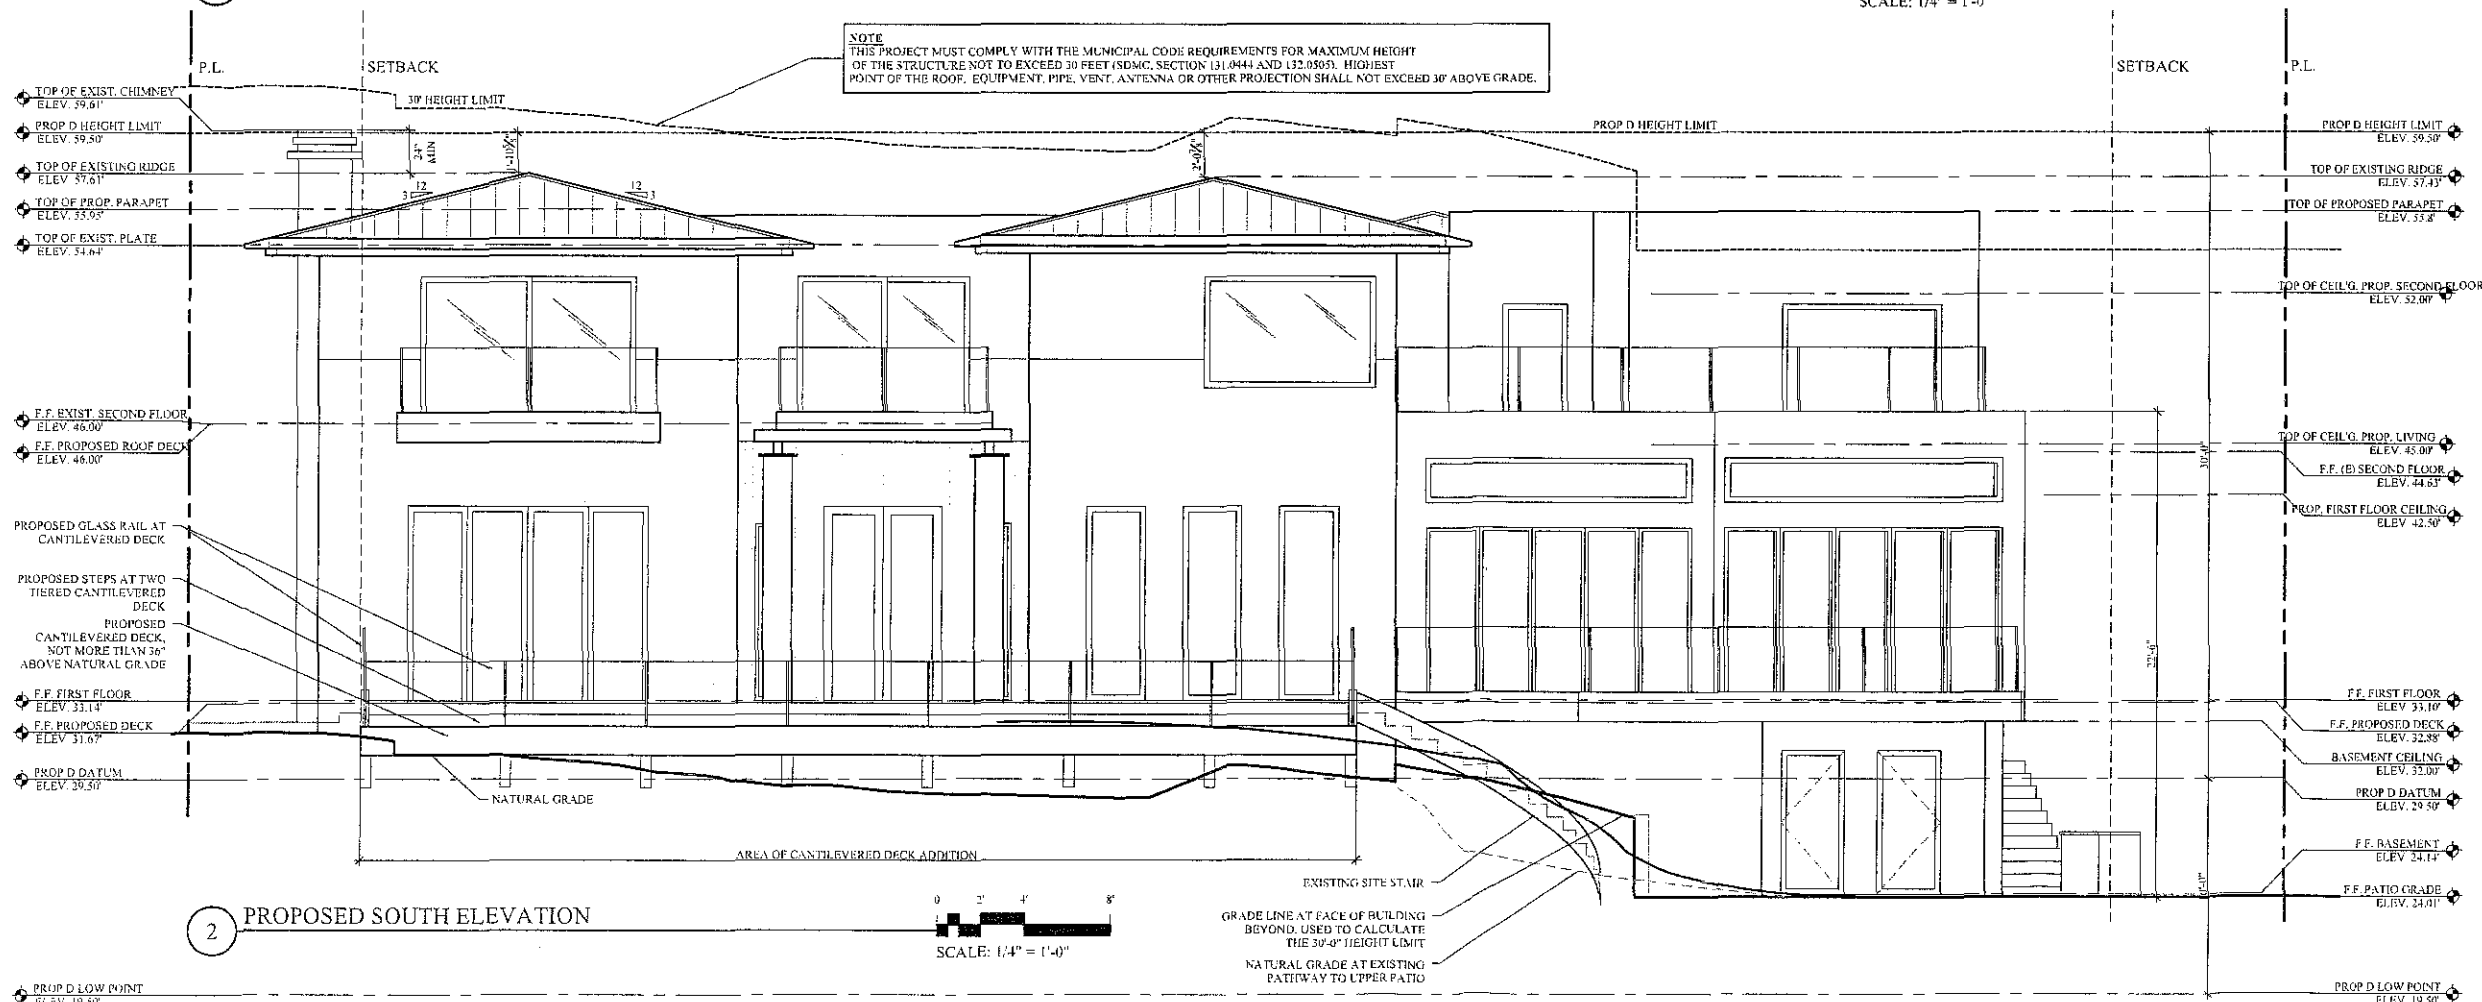 SCALE: 1/4" = 1'-0"
NOTE
THIS PROJECT MUST COMPLY WITH THE MUNICIPAL CODE REQUIREMENTS FOR MAXIMUM HEIGHT
OF THE STRUCTURE NOT TO EXCEED 30 FEET (SDMC, SECTION 131.0444 AND 132.0505). HIGHEST
POINT OF THE ROOF, EQUIPMENT, PIPE, VENT, ANTENNA OR OTHER PROJECTION SHALL NOT EXCEED 30' ABOVE GRADE.
P.L.
SETBACK
SETBACK
P.L.
TOP OF EXIST. CHIMNEY
ELEV. 59.61'
30' HEIGHT LIMIT
PROP D HEIGHT LIMIT
ELEV. 59.50'
TOP OF EXISTING RIDGE
ELEV. 57.61'
TOP OF PROP. PARAPET
ELEV. 55.95'
TOP OF EXIST. PLATE
ELEV. 54.64'
24"
MIN
1'-10⅝"
2'-0⅞"
12
3
12
3
PROP D HEIGHT LIMIT
PROP D HEIGHT LIMIT
ELEV. 59.50'
TOP OF EXISTING RIDGE
ELEV. 57.43'
TOP OF PROPOSED PARAPET
ELEV. 55.8'
TOP OF CEIL'G. PROP. SECOND FLOOR
ELEV. 52.00'
F.F. EXIST. SECOND FLOOR
ELEV. 46.00'
F.F. PROPOSED ROOF DECK
ELEV. 46.00'
TOP OF CEIL'G. PROP. LIVING
ELEV. 45.00'
F.F. (E) SECOND FLOOR
ELEV. 44.63'
PROP. FIRST FLOOR CEILING
ELEV. 42.50'
30'-0"
22'-6"
PROPOSED GLASS RAIL AT
CANTILEVERED DECK
PROPOSED STEPS AT TWO
TIERED CANTILEVERED
DECK
PROPOSED
CANTILEVERED DECK,
NOT MORE THAN 36"
ABOVE NATURAL GRADE
F.F. FIRST FLOOR
ELEV. 33.14'
F.F. PROPOSED DECK
ELEV. 31.67'
PROP D DATUM
ELEV. 29.50'
NATURAL GRADE
F.F. FIRST FLOOR
ELEV. 33.10'
F.F. PROPOSED DECK
ELEV. 32.88'
BASEMENT CEILING
ELEV. 32.00'
PROP D DATUM
ELEV. 29.50'
F.F. BASEMENT
ELEV. 24.14'
F.F. PATIO GRADE
ELEV. 24.01'
AREA OF CANTILEVERED DECK ADDITION
EXISTING SITE STAIR
GRADE LINE AT FACE OF BUILDING
BEYOND, USED TO CALCULATE
THE 30'-0" HEIGHT LIMIT
NATURAL GRADE AT EXISTING
PATHWAY TO UPPER PATIO
2
PROPOSED SOUTH ELEVATION
0 2' 4' 8'
SCALE: 1/4" = 1'-0"
PROP D LOW POINT
PROP D LOW POINT
ELEV. 19.50'